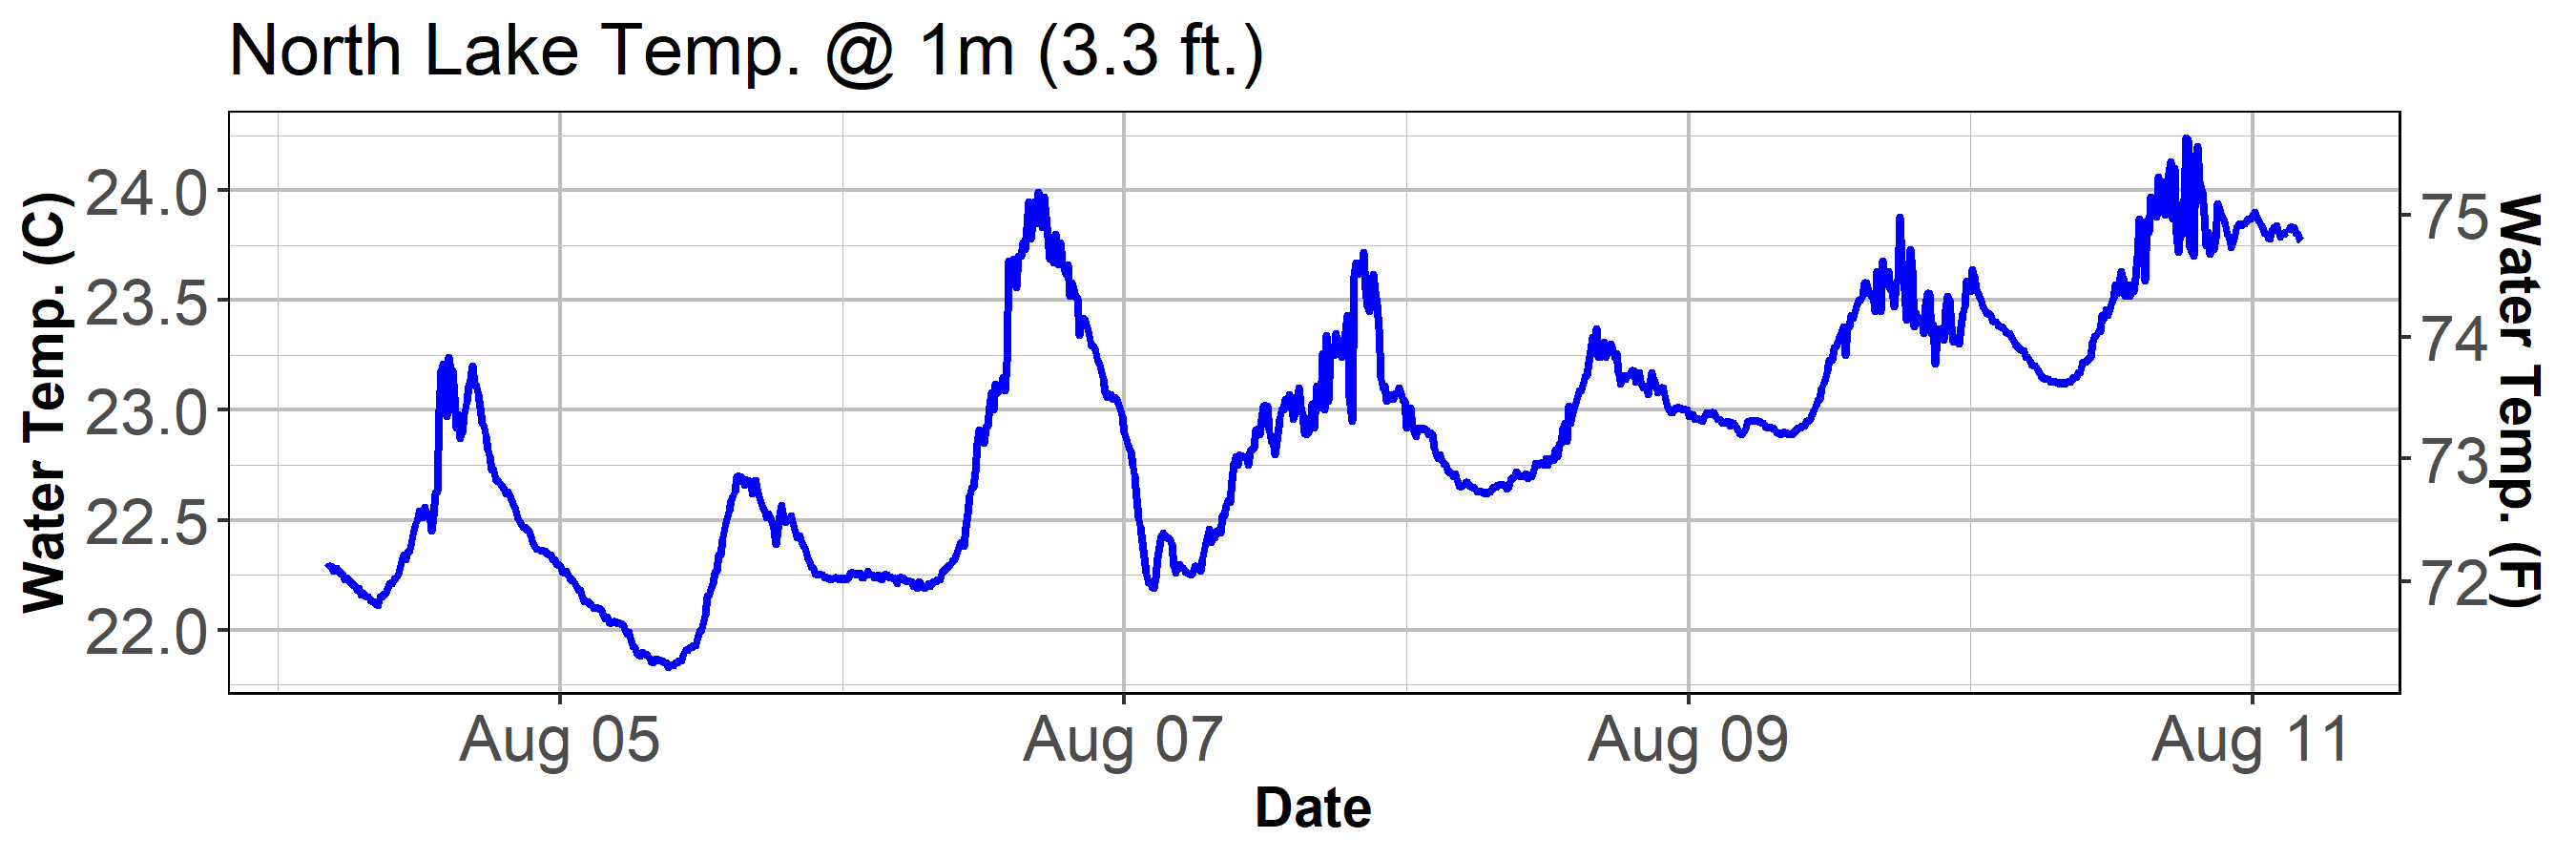 North Lake Temp. @ 1m (3.3 ft.)
Water Temp. (C)
24.0
23.5
23.0
22.5
22.0
75
74
73
72
Water Temp. (F)
Aug 05 Aug 07 Aug 09 Aug 11
Date